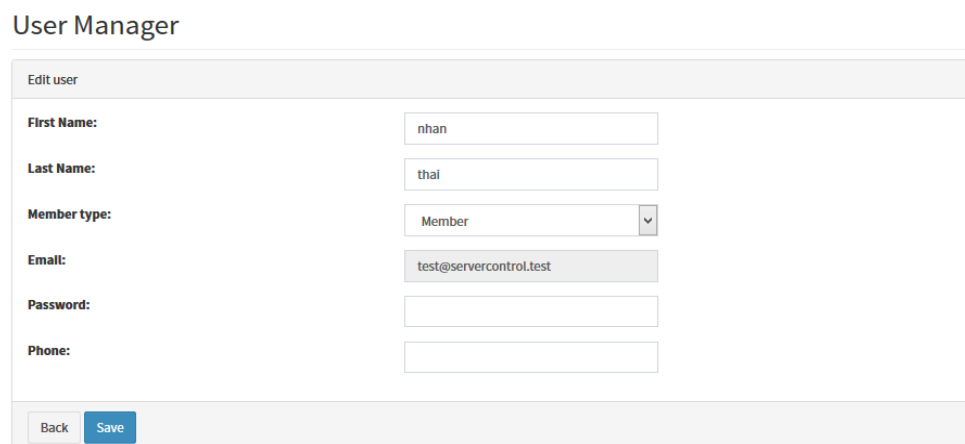 User Manager
Edit user
First Name:
nhan
Last Name:
thai
Member type:
Member
Email:
test@servercontrol.test
Password:
Phone:
Back
Save